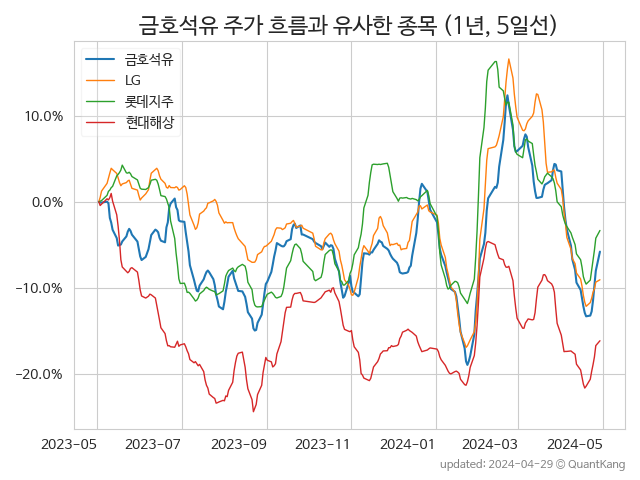 금호석유 주가 흐름과 유사한 종목 (1년, 5일선)
금호석유
LG
롯데지주
현대해상
10.0%
0.0%
−10.0%
−20.0%
2023-05 2023-07 2023-09 2023-11 2024-01 2024-03 2024-05
updated: 2024-04-29 © QuantKang